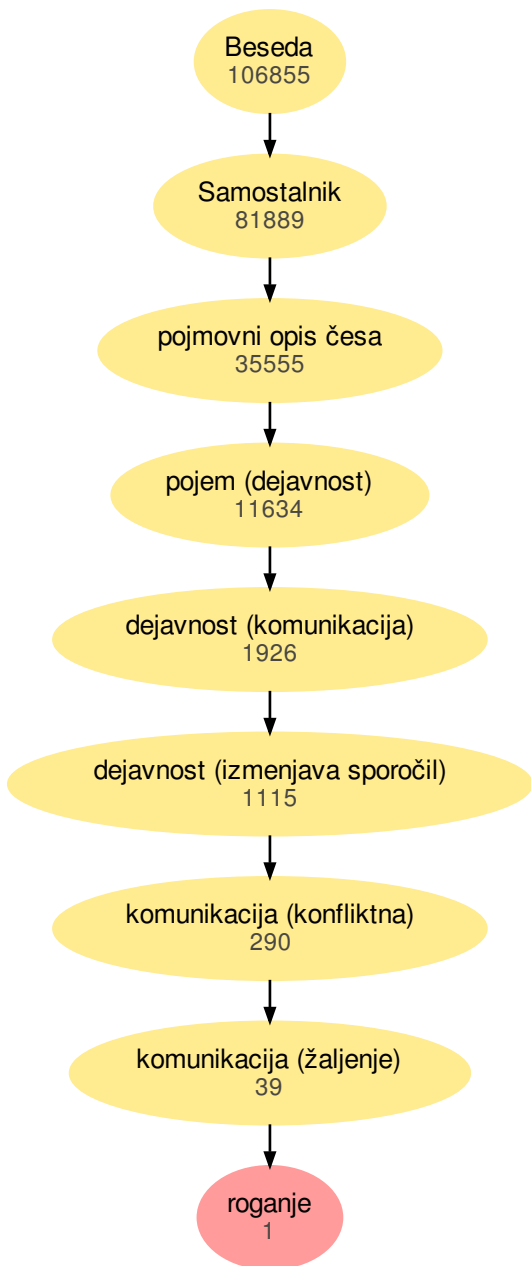 Beseda
106855
Samostalnik
81889
pojmovni opis česa
35555
pojem (dejavnost)
11634
dejavnost (komunikacija)
1926
dejavnost (izmenjava sporočil)
1115
komunikacija (konfliktna)
290
komunikacija (žaljenje)
39
roganje
1